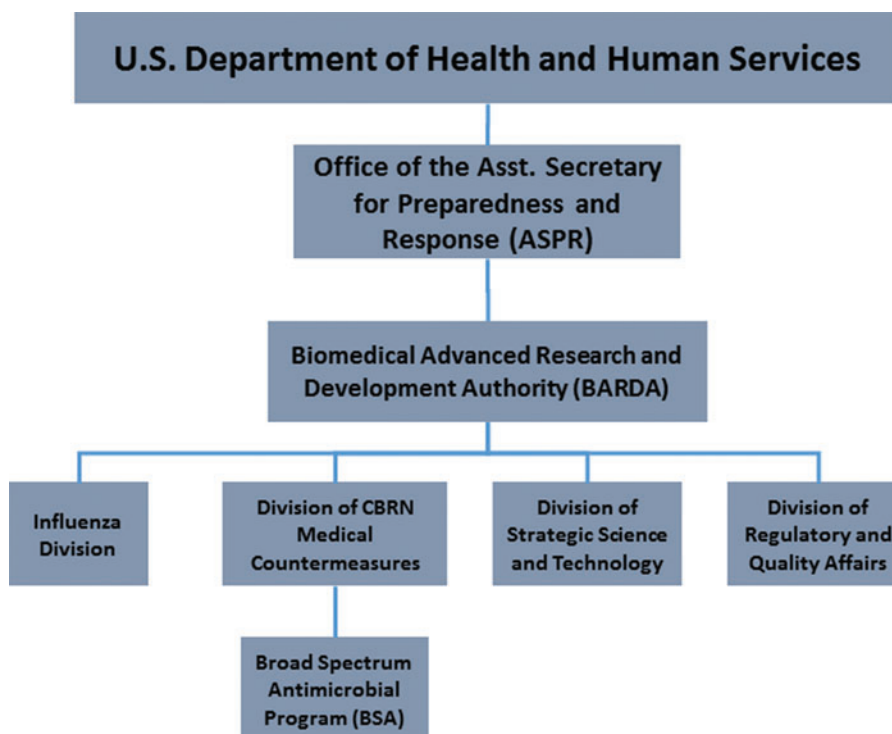 U.S. Department of Health and Human Services
Office of the Asst. Secretary
for Preparedness and
Response (ASPR)
Biomedical Advanced Research and
Development Authority (BARDA)
Influenza
Division
Division of CBRN
Medical
Countermeasures
Division of
Strategic Science
and Technology
Division of
Regulatory and
Quality Affairs
Broad Spectrum
Antimicrobial
Program (BSA)